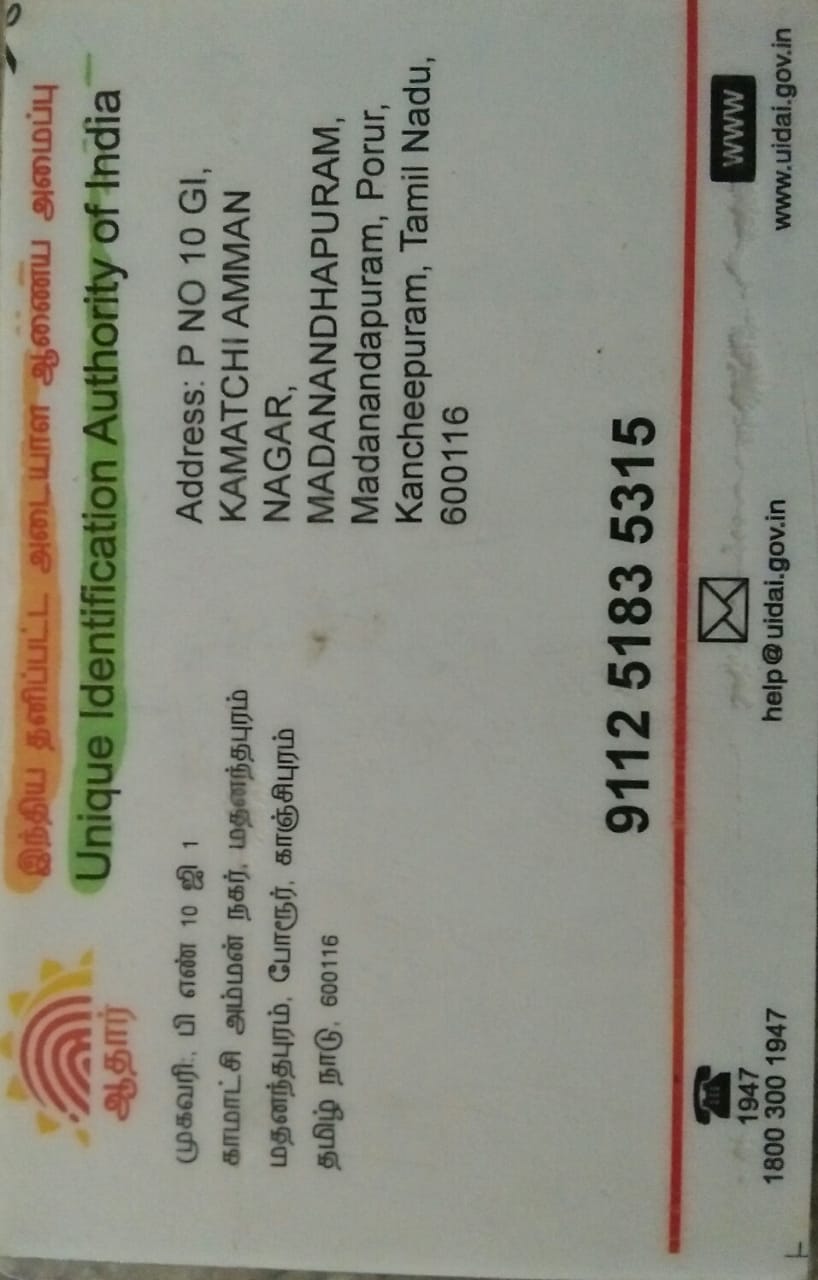 இந்திய தனிப்பட்ட அடையாள ஆணைய அமைப்பு
Unique Identification Authority of India
ஆதார்
முகவரி:, பி எண் 10 ஜி 1
காமாட்சி அம்மன் நகர், மதனந்தபுரம்
மதனந்தபுரம், போரூர், காஞ்சிபுரம்
தமிழ் நாடு, 600116
Address: P NO 10 GI,
KAMATCHI AMMAN
NAGAR,
MADANANDHAPURAM,
Madanandapuram, Porur,
Kancheepuram, Tamil Nadu,
600116
9112 5183 5315
1947
1800 300 1947
help@uidai.gov.in
WWW
www.uidai.gov.in